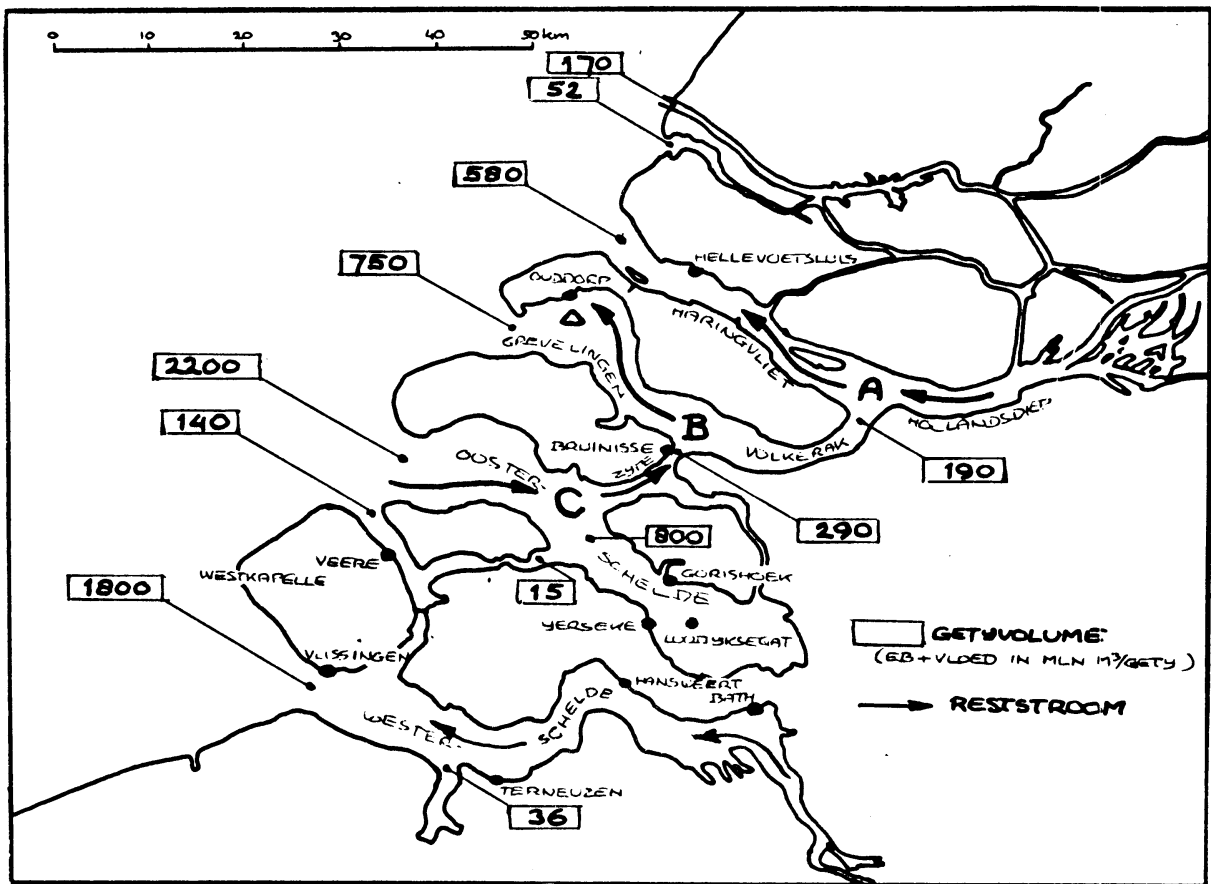 0 10 20 30 40 50 km
170
52
580
HELLEVOETSLUIS
750
OUDDORP
HARINGVLIET
GREVELINGEN
2200
A
HOLLANDSDIEP
140
B
BRUINISSE
ZYPE
VOLKERAK
OOSTER-
190
C
290
800
VEERE
SCHELDE
WESTKAPELLE
GORISHOEK
1800
15
YERSEKE
GETYVOLUME:
(EB+VLOED IN MLN M³/GETY)
VLISSINGEN
HANSWEERT
BATH
RESTSTROOM
WESTER-
SCHELDE
TERNEUZEN
36